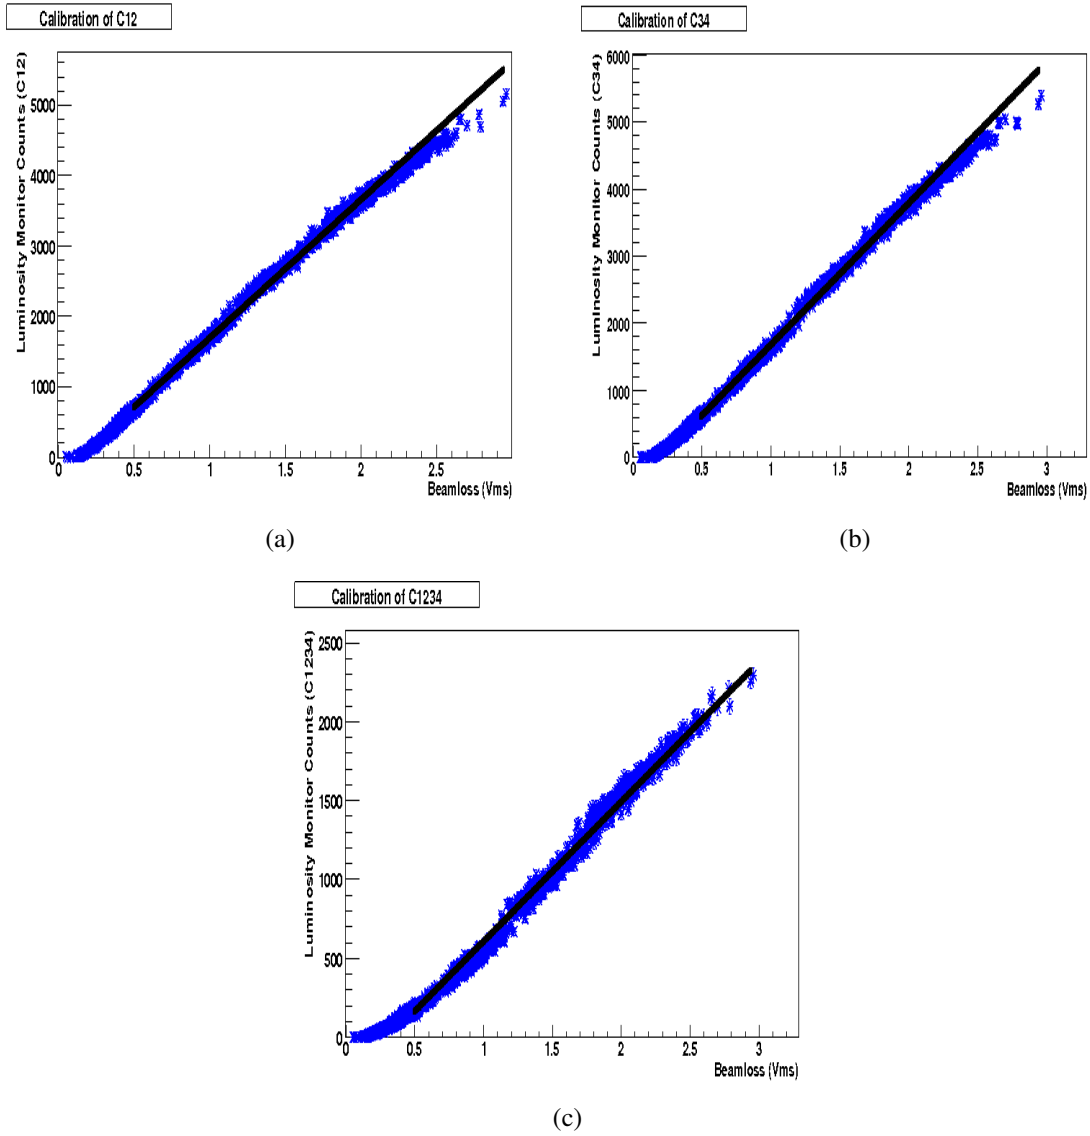 Calibration of C12
Luminosity Monitor Counts (C12)
5000
4000
3000
2000
1000
0
0 0.5 1 1.5 2 2.5
Beamloss (Vms)
(a)
Calibration of C34
Luminosity Monitor Counts (C34)
6000
5000
4000
3000
2000
1000
0
0 0.5 1 1.5 2 2.5 3
Beamloss (Vms)
(b)
Calibration of C1234
Luminosity Monitor Counts (C1234)
2500
2000
1500
1000
500
0
0 0.5 1 1.5 2 2.5 3
Beamloss (Vms)
(c)